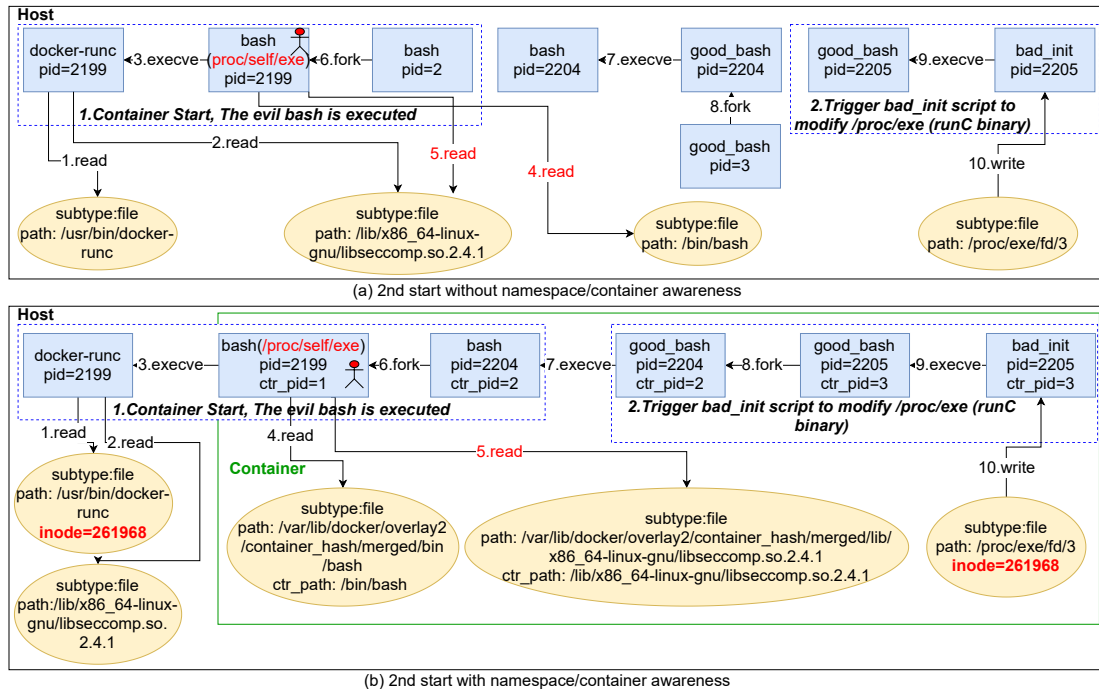 Host
docker-runc
pid=2199
3.execve
bash
(proc/self/exe)
pid=2199
6.fork
bash
pid=2
bash
pid=2204
7.execve
good_bash
pid=2204
good_bash
pid=2205
9.execve
bad_init
pid=2205
1.Container Start, The evil bash is executed
8.fork
2.Trigger bad_init script to
modify /proc/exe (runC
binary)
good_bash
pid=3
1.read
2.read
5.read
4.read
10.write
subtype:file
path: /usr/bin/docker-
runc
subtype:file
path: /lib/x86_64-linux-
gnu/libseccomp.so.2.4.1
subtype:file
path: /bin/bash
subtype:file
path: /proc/exe/fd/3
(a) 2nd start without namespace/container awareness
Host
docker-runc
pid=2199
3.execve
bash(/proc/self/exe)
pid=2199
ctr_pid=1
6.fork
bash
pid=2204
ctr_pid=2
7.execve
good_bash
pid=2204
ctr_pid=2
8.fork
good_bash
pid=2205
ctr_pid=3
9.execve
bad_init
pid=2205
ctr_pid=3
1.Container Start, The evil bash is executed
2.Trigger bad_init script to modify /proc/exe (runC
binary)
1.read
2.read
4.read
5.read
10.write
Container
subtype:file
path: /usr/bin/docker-
runc
inode=261968
subtype:file
path: /var/lib/docker/overlay2
/container_hash/merged/bin
/bash
ctr_path: /bin/bash
subtype:file
path: /var/lib/docker/overlay2/container_hash/merged/lib/
x86_64-linux-gnu/libseccomp.so.2.4.1
ctr_path: /lib/x86_64-linux-gnu/libseccomp.so.2.4.1
subtype:file
path: /proc/exe/fd/3
inode=261968
subtype:file
path:/lib/x86_64-linux-
gnu/libseccomp.so.
2.4.1
(b) 2nd start with namespace/container awareness